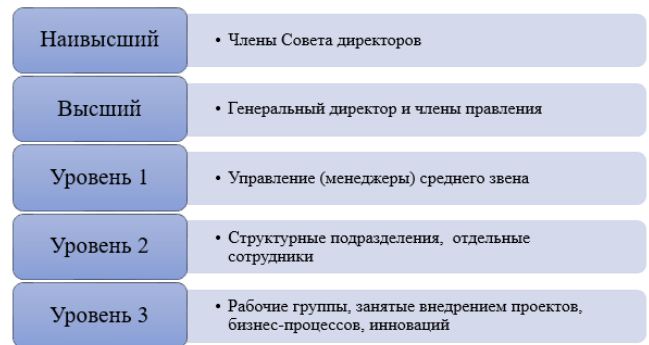 Наивысший
• Члены Совета директоров
Высший
• Генеральный директор и члены правления
Уровень 1
• Управление (менеджеры) среднего звена
Уровень 2
• Структурные подразделения, отдельные
сотрудники
Уровень 3
• Рабочие группы, занятые внедрением проектов,
бизнес-процессов, инноваций